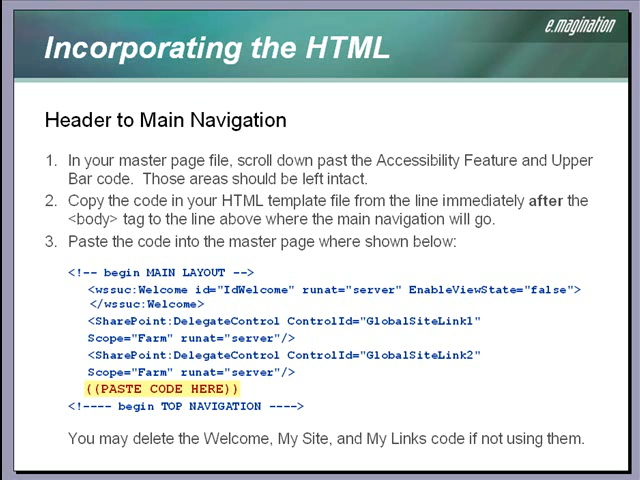 e.magination
Incorporating the HTML
Header to Main Navigation
1. In your master page file, scroll down past the Accessibility Feature and Upper
Bar code. Those areas should be left intact.
2. Copy the code in your HTML template file from the line immediately after the
<body> tag to the line above where the main navigation will go.
3. Paste the code into the master page where shown below:
<!-- begin MAIN LAYOUT -->
<wssuc:Welcome id="IdWelcome" runat="server" EnableViewState="false">
</wssuc:Welcome>
<SharePoint:DelegateControl ControlId="GlobalSiteLink1"
Scope="Farm" runat="server"/>
<SharePoint:DelegateControl ControlId="GlobalSiteLink2"
Scope="Farm" runat="server"/>
((PASTE CODE HERE))
<!---- begin TOP NAVIGATION ---->
You may delete the Welcome, My Site, and My Links code if not using them.